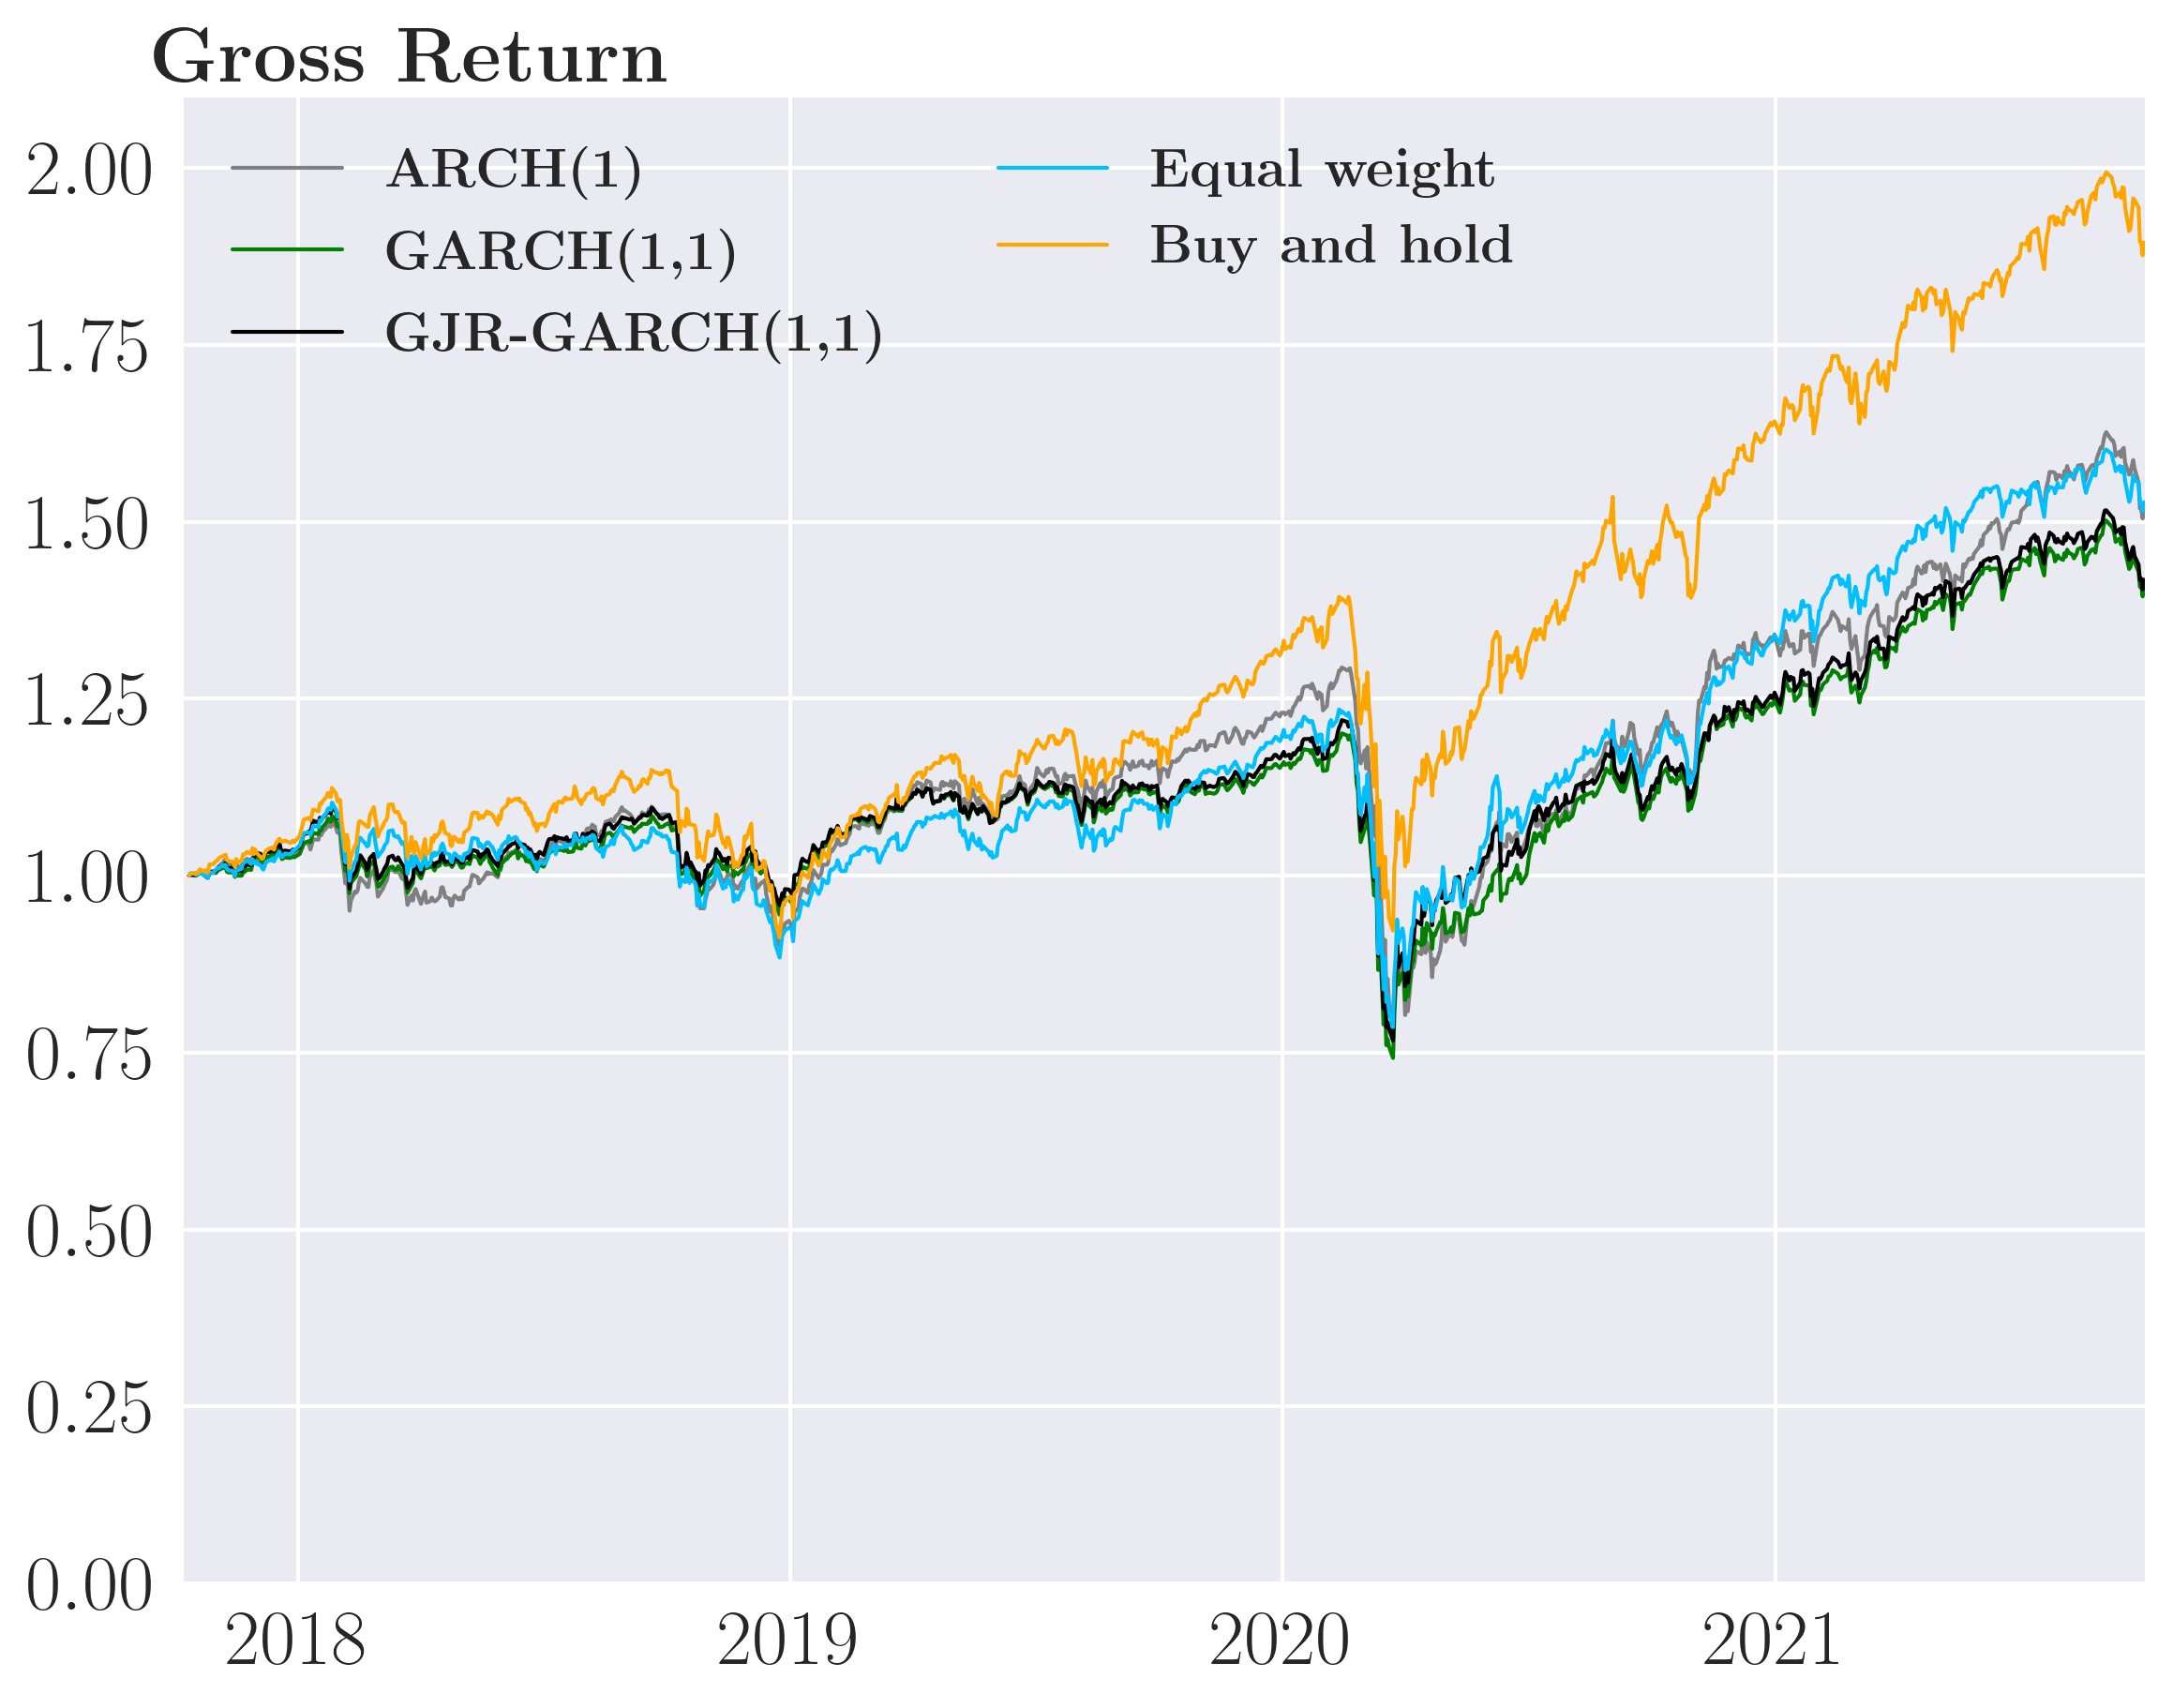 Gross Return
ARCH(1)
GARCH(1,1)
GJR-GARCH(1,1)
Equal weight
Buy and hold
2.00
1.75
1.50
1.25
1.00
0.75
0.50
0.25
0.00
2018 2019 2020 2021